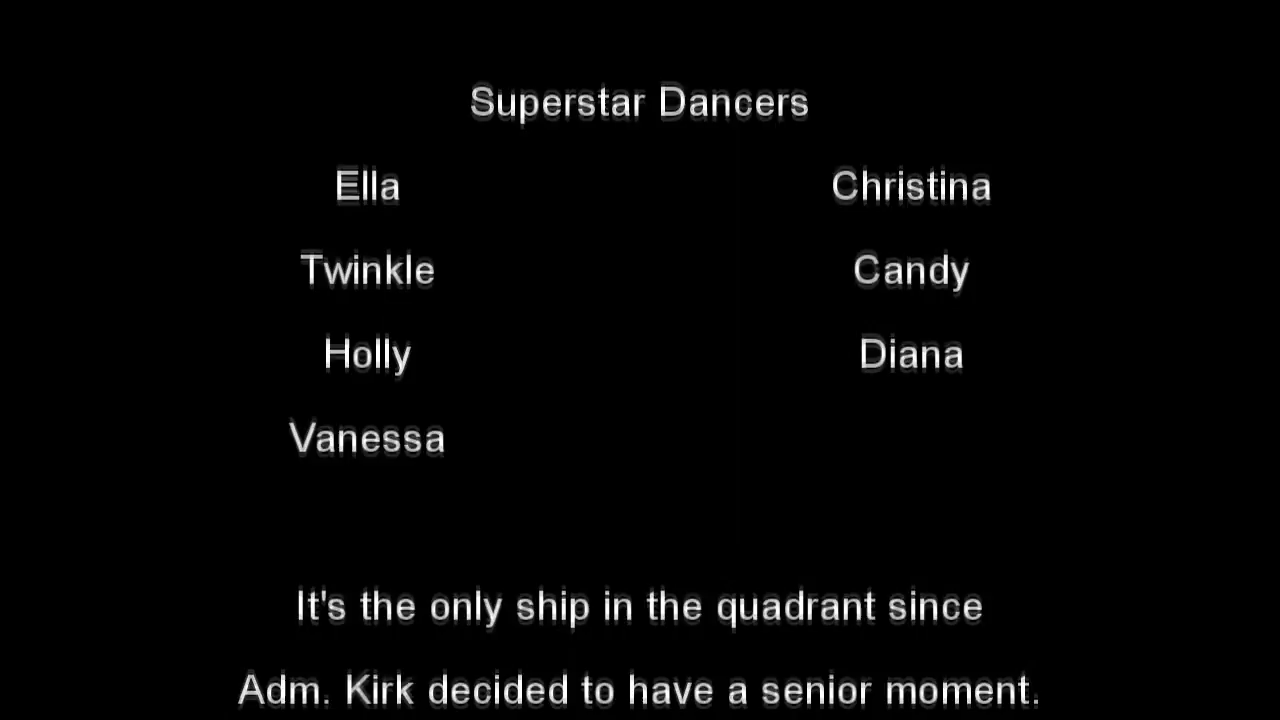 Superstar Dancers
Ella Christina
Twinkle Candy
Holly Diana
Vanessa
It's the only ship in the quadrant since
Adm. Kirk decided to have a senior moment.